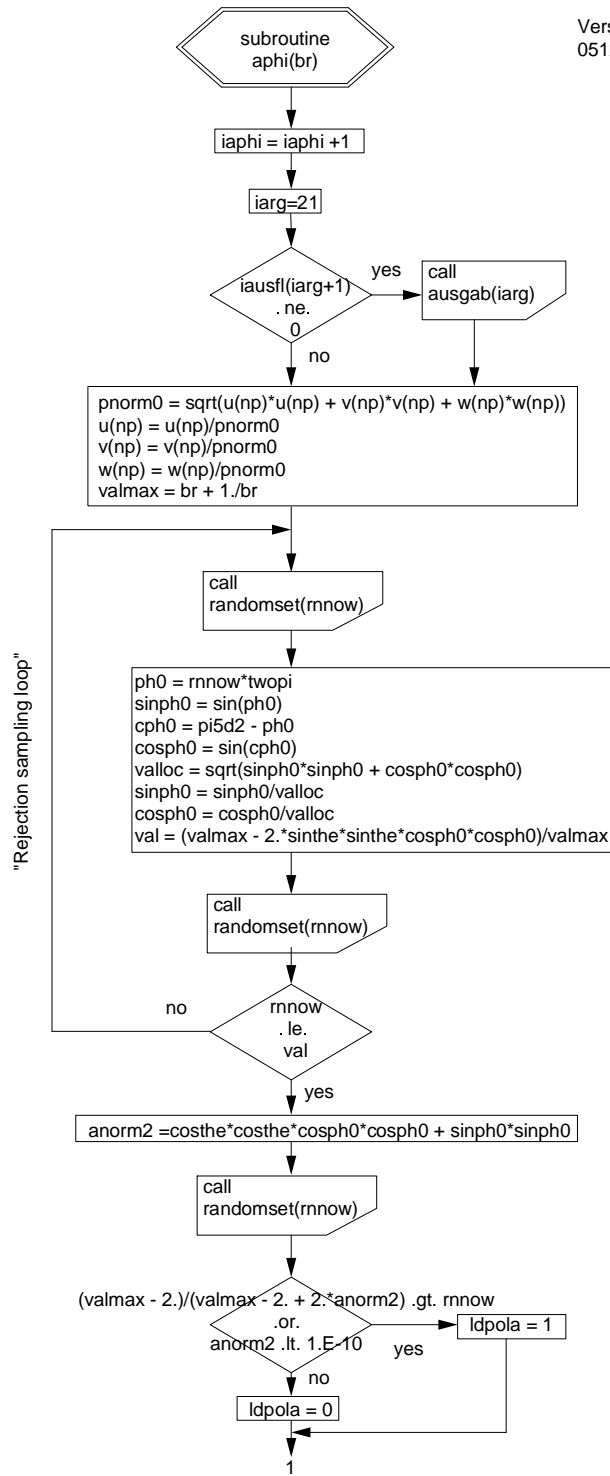 subroutine
aphi(br)
Vers
051
iaphi = iaphi +1
iarg=21
iausfl(iarg+1)
. ne.
0
yes
call
ausgab(iarg)
no
pnorm0 = sqrt(u(np)*u(np) + v(np)*v(np) + w(np)*w(np))
u(np) = u(np)/pnorm0
v(np) = v(np)/pnorm0
w(np) = w(np)/pnorm0
valmax = br + 1./br
"Rejection sampling loop"
call
randomset(rnnow)
ph0 = rnnow*twopi
sinph0 = sin(ph0)
cph0 = pi5d2 - ph0
cosph0 = sin(cph0)
valloc = sqrt(sinph0*sinph0 + cosph0*cosph0)
sinph0 = sinph0/valloc
cosph0 = cosph0/valloc
val = (valmax - 2.*sinthe*sinthe*cosph0*cosph0)/valmax
call
randomset(rnnow)
no
rnnow
. le.
val
yes
anorm2 =costhe*costhe*cosph0*cosph0 + sinph0*sinph0
call
randomset(rnnow)
(valmax - 2.)/(valmax - 2. + 2.*anorm2) .gt. rnnow
.or.
anorm2 .lt. 1.E-10
yes
ldpola = 1
no
ldpola = 0
1